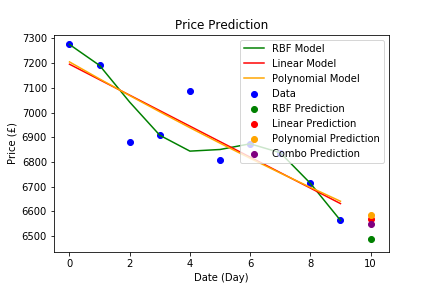 Price Prediction
7300
7200
7100
7000
6900
6800
6700
6600
6500
Price (£)
RBF Model
Linear Model
Polynomial Model
Data
RBF Prediction
Linear Prediction
Polynomial Prediction
Combo Prediction
0 2 4 6 8 10
Date (Day)